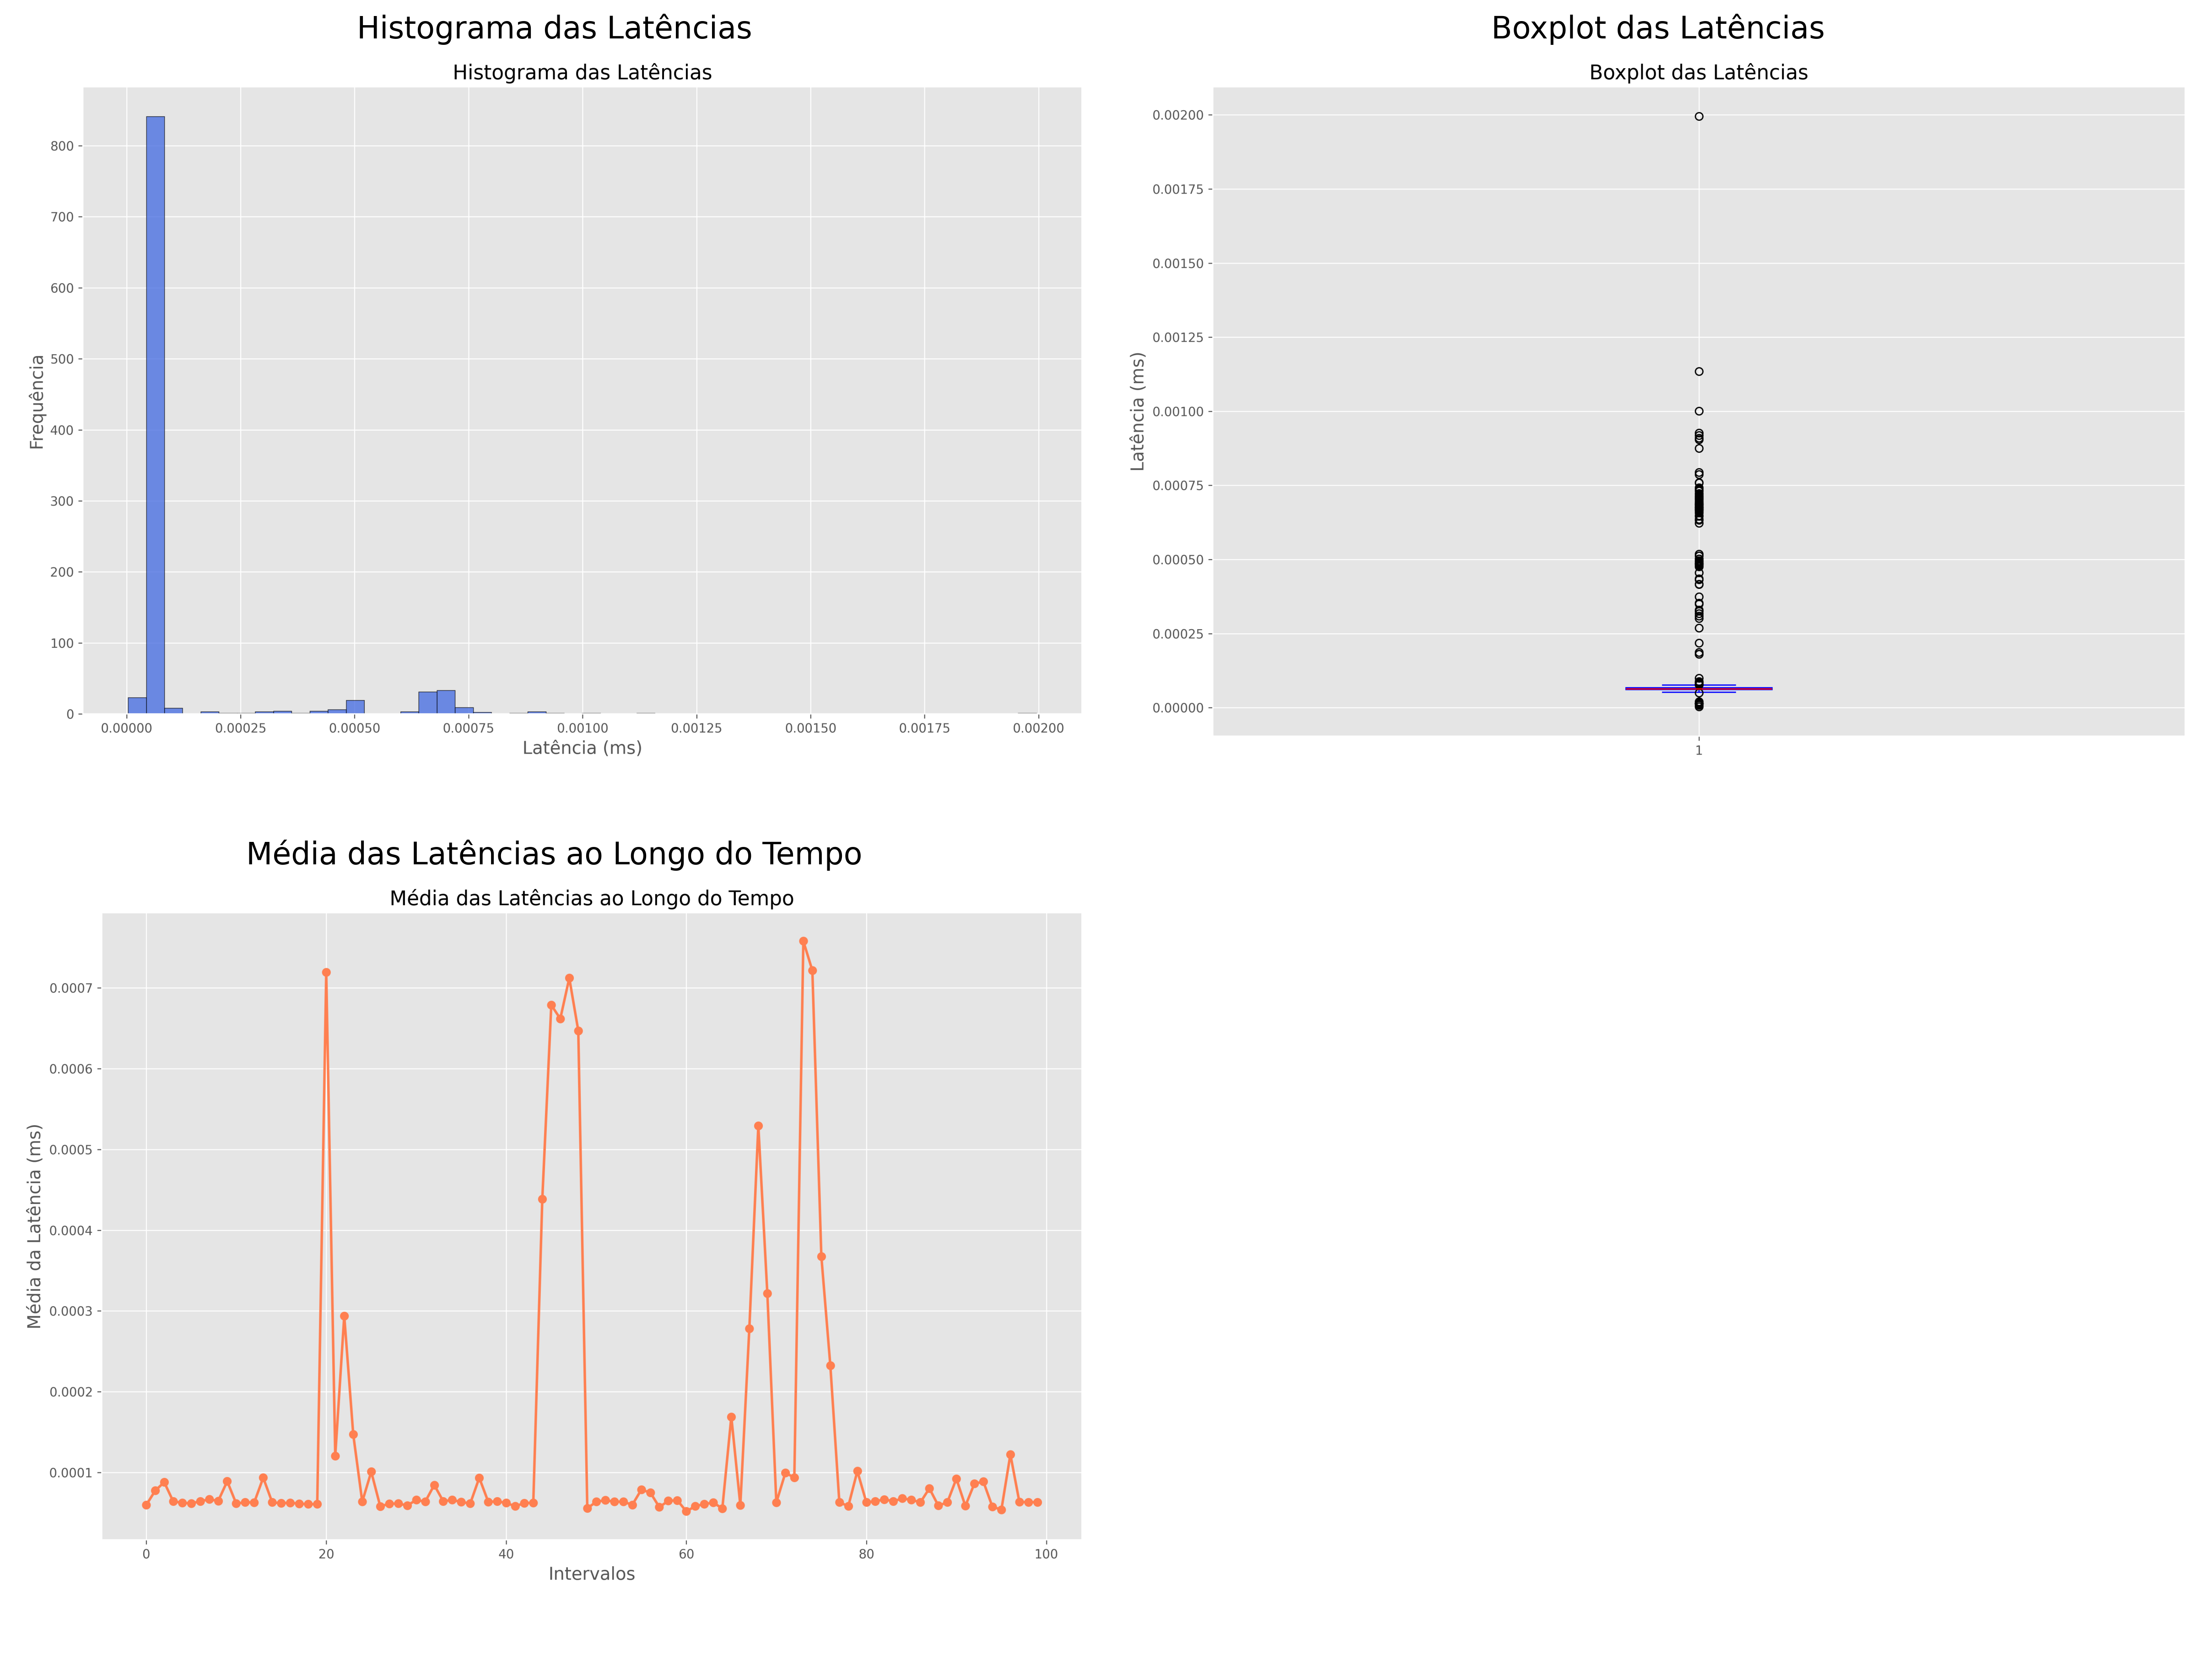 Histograma das Latências
Histograma das Latências
800
700
600
500
400
300
200
100
0
Frequência
0.00000 0.00025 0.00050 0.00075 0.00100 0.00125 0.00150 0.00175 0.00200
Latência (ms)
Boxplot das Latências
Boxplot das Latências
0.00200
0.00175
0.00150
0.00125
0.00100
0.00075
0.00050
0.00025
0.00000
Latência (ms)
1
Média das Latências ao Longo do Tempo
Média das Latências ao Longo do Tempo
0.0007
0.0006
0.0005
0.0004
0.0003
0.0002
0.0001
Média da Latência (ms)
0 20 40 60 80 100
Intervalos